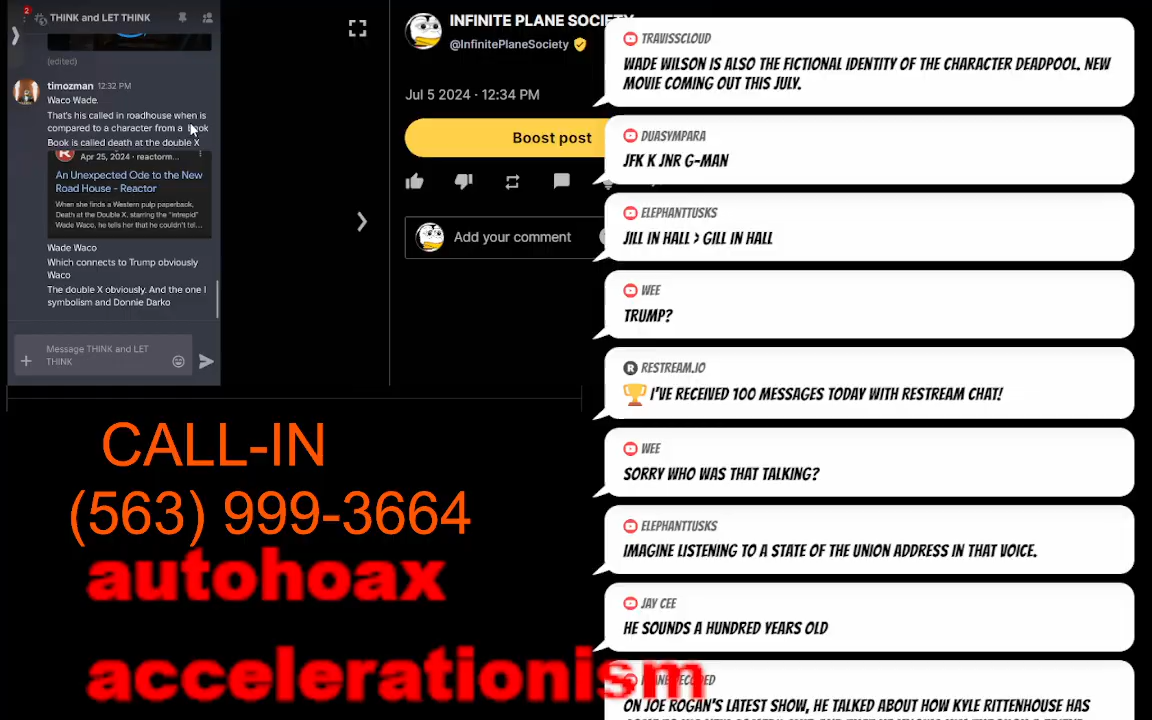 2
THINK and LET THINK
(edited)
timozman 12:32 PM
Waco Wade.
That's his called in roadhouse when is
compared to a character from a Book
Book is called death at the double X
Apr 25, 2024 · reactorm...
An Unexpected Ode to the New
Road House - Reactor
When she finds a Western pulp paperback,
Death at the Double X, starring the "intrepid"
Wade Waco, he tells her that he couldn't tel...
Wade Waco
Which connects to Trump obviously
Waco
The double X obviously. And the one I
symbolism and Donnie Darko
Message THINK and LET
THINK
INFINITE PLANE SOCIETY
@InfinitePlaneSociety
Jul 5 2024 · 12:34 PM
Boost post
Add your comment
CALL-IN
(563) 999-3664
autohoax
accelerationism
TRAVISSCLOUD
WADE WILSON IS ALSO THE FICTIONAL IDENTITY OF THE CHARACTER DEADPOOL. NEW
MOVIE COMING OUT THIS JULY.
DUASYMPARA
JFK K JNR G-MAN
ELEPHANTTUSKS
JILL IN HALL > GILL IN HALL
WEE
TRUMP?
R RESTREAM.IO
I'VE RECEIVED 100 MESSAGES TODAY WITH RESTREAM CHAT!
WEE
SORRY WHO WAS THAT TALKING?
ELEPHANTTUSKS
IMAGINE LISTENING TO A STATE OF THE UNION ADDRESS IN THAT VOICE.
JAY CEE
HE SOUNDS A HUNDRED YEARS OLD
ON JOE ROGAN'S LATEST SHOW, HE TALKED ABOUT HOW KYLE RITTENHOUSE HAS